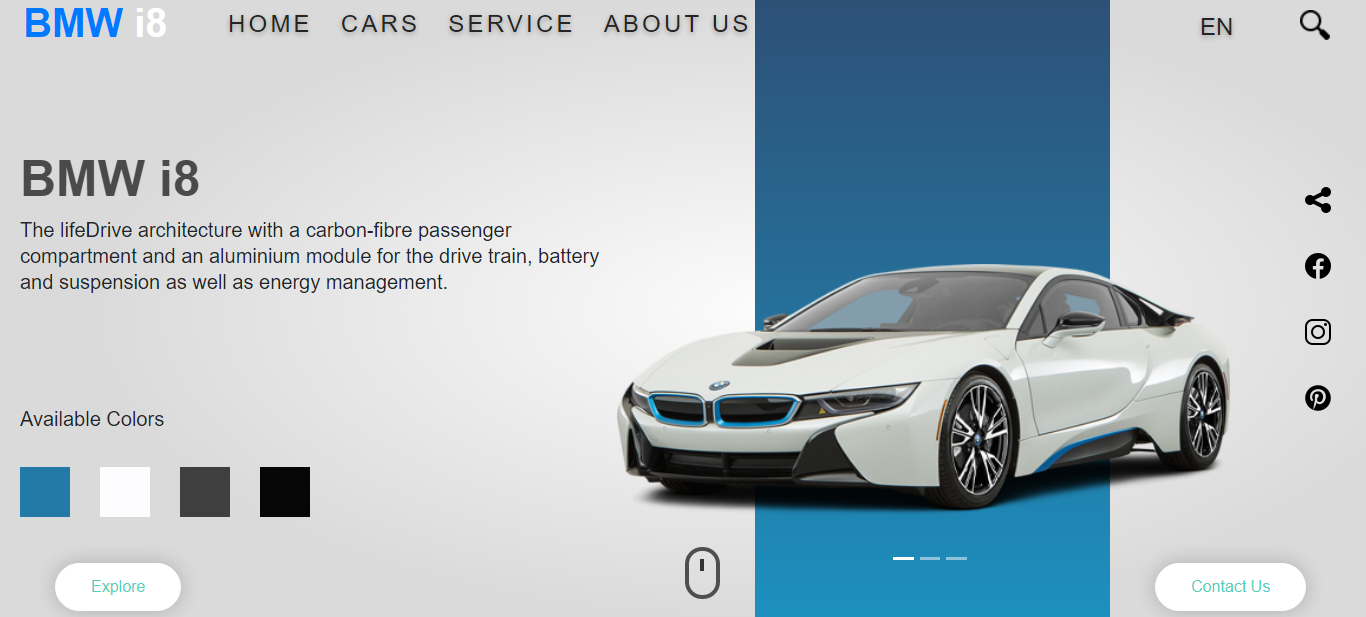 BMW i8
HOME CARS SERVICE ABOUT US
EN
BMW i8
The lifeDrive architecture with a carbon-fibre passenger
compartment and an aluminium module for the drive train, battery
and suspension as well as energy management.
Available Colors
Explore
Contact Us